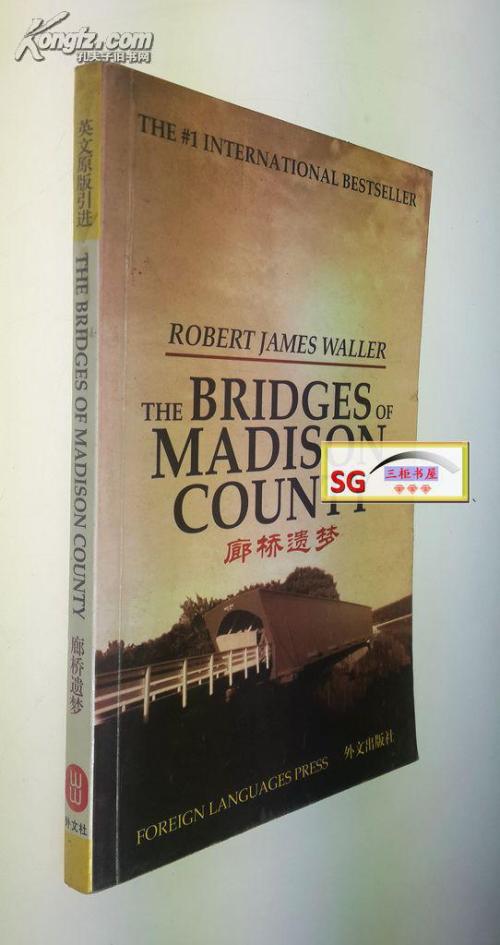 Kongfz.com
孔夫子旧书网
英文原版引进
THE BRIDGES OF MADISON COUNTY
廊桥遗梦
外文社
THE #1 INTERNATIONAL BESTSELLER
ROBERT JAMES WALLER
THE BRIDGES OF
MADISON
COUNTY
廊桥遗梦
SG 三柜书屋
FOREIGN LANGUAGES PRESS 外文出版社